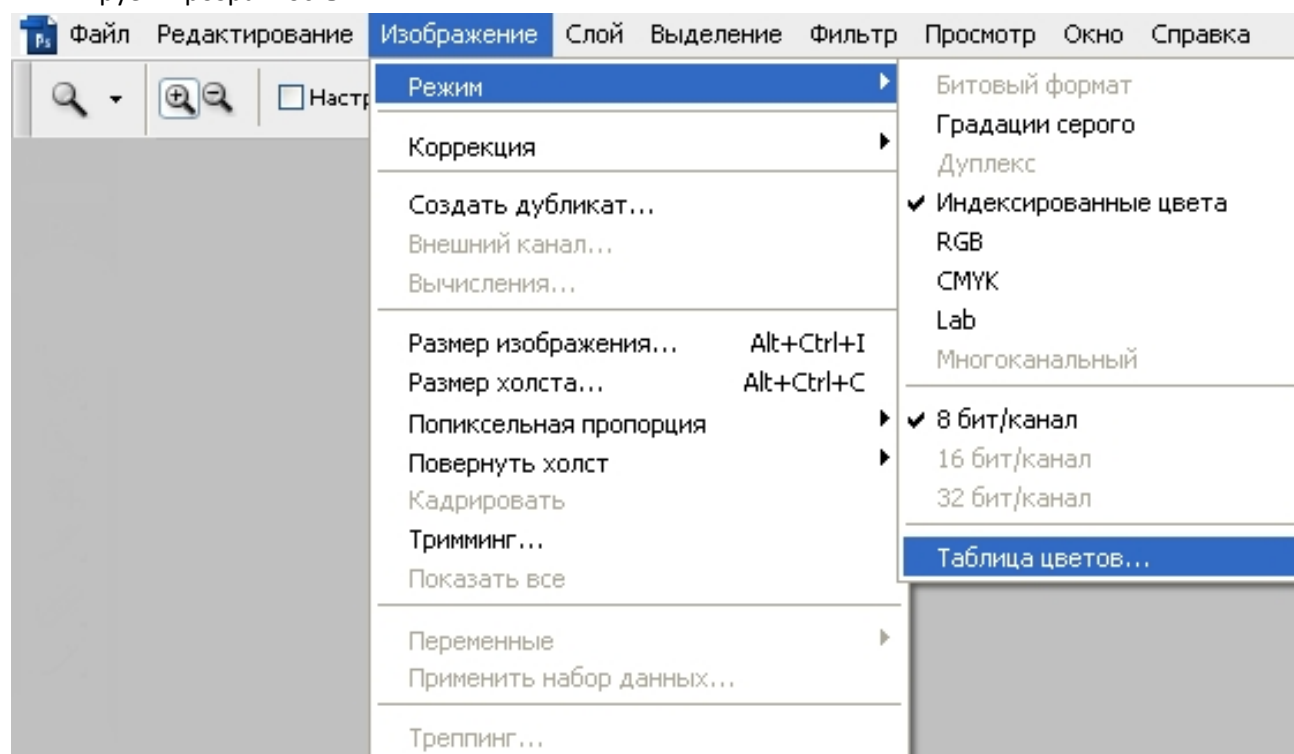 Ps Файл Редактирование Изображение Слой Выделение Фильтр Просмотр Окно Справка
Режим
Коррекция
Создать дубликат...
Внешний канал...
Вычисления...
Размер изображения... Alt+Ctrl+I
Размер холста... Alt+Ctrl+C
Попиксельная пропорция
Повернуть холст
Кадрировать
Тримминг...
Показать все
Переменные
Применить набор данных...
Треппинг...
Битовый формат
Градации серого
Дуплекс
Индексированные цвета
RGB
CMYK
Lab
Многоканальный
8 бит/канал
16 бит/канал
32 бит/канал
Таблица цветов...